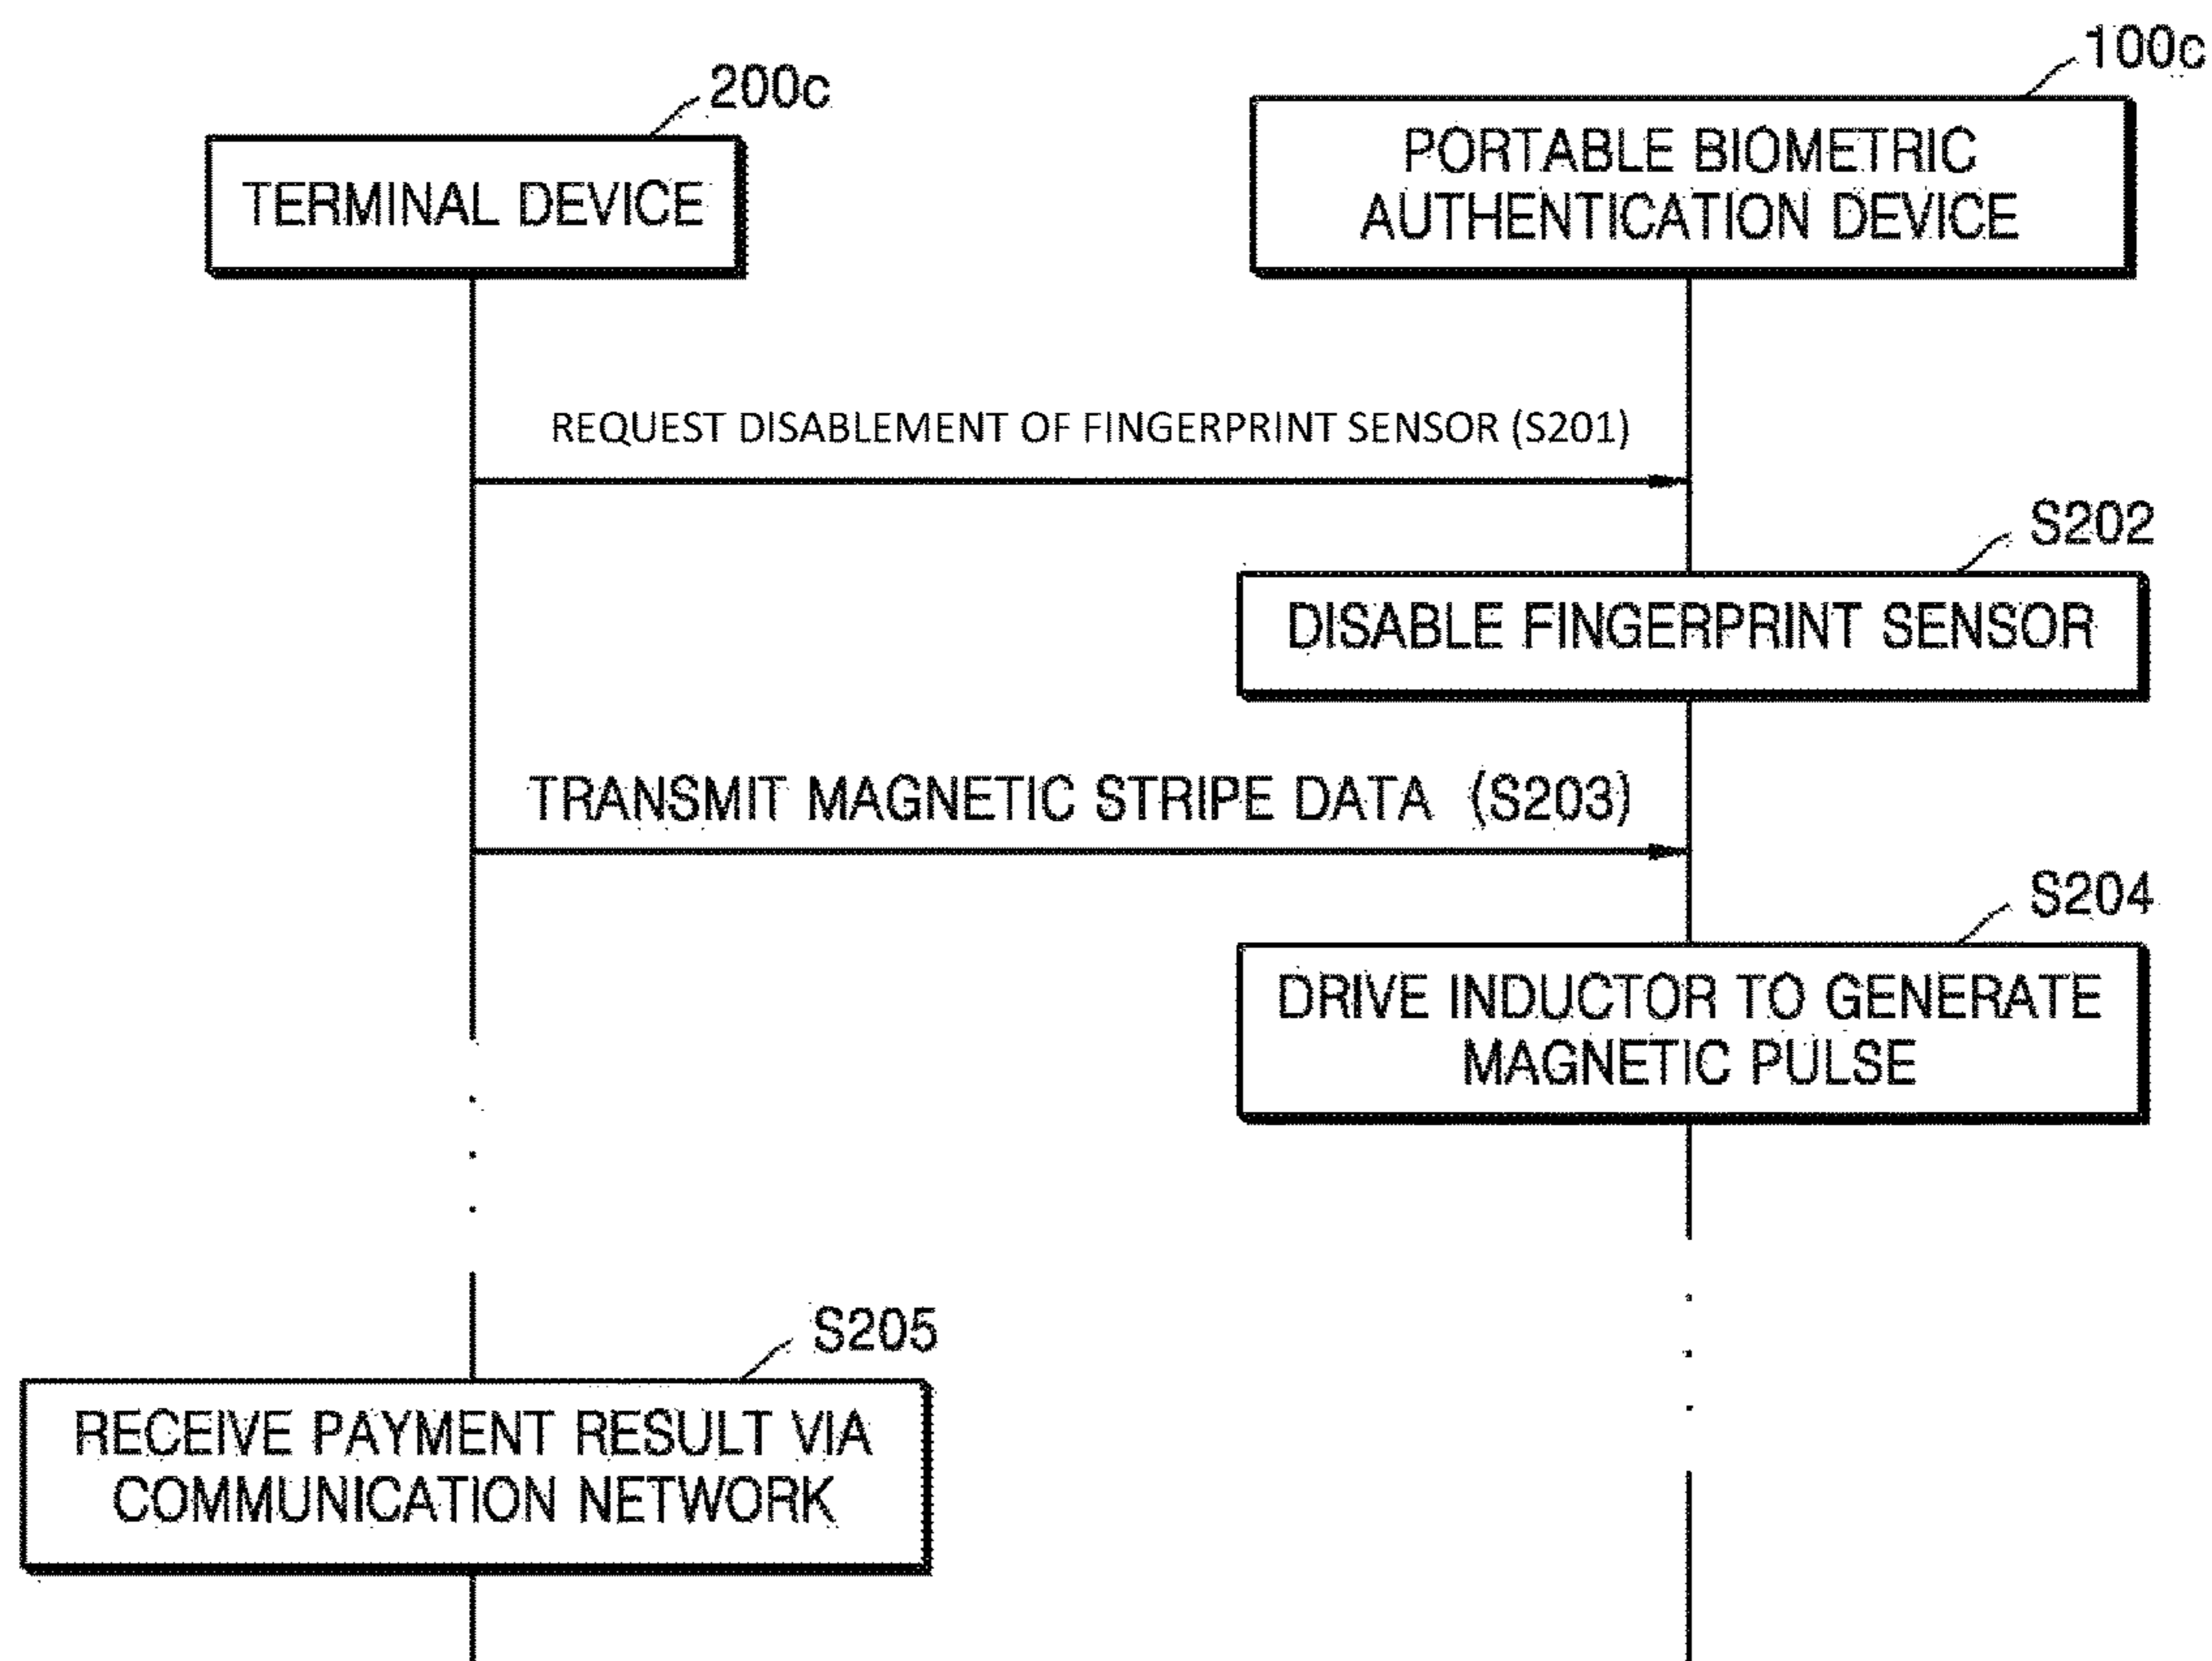 100c
200c
PORTABLE BIOMETRIC
AUTHENTICATION DEVICE
TERMINAL DEVICE
REQUEST DISABLEMENT OF FINGERPRINT SENSOR (S201)
S202
DISABLE FINGERPRINT SENSOR
TRANSMIT MAGNETIC STRIPE DATA (S203)
S204
DRIVE INDUCTOR TO GENERATE
MAGNETIC PULSE
S205
RECEIVE PAYMENT RESULT VIA
COMMUNICATION NETWORK